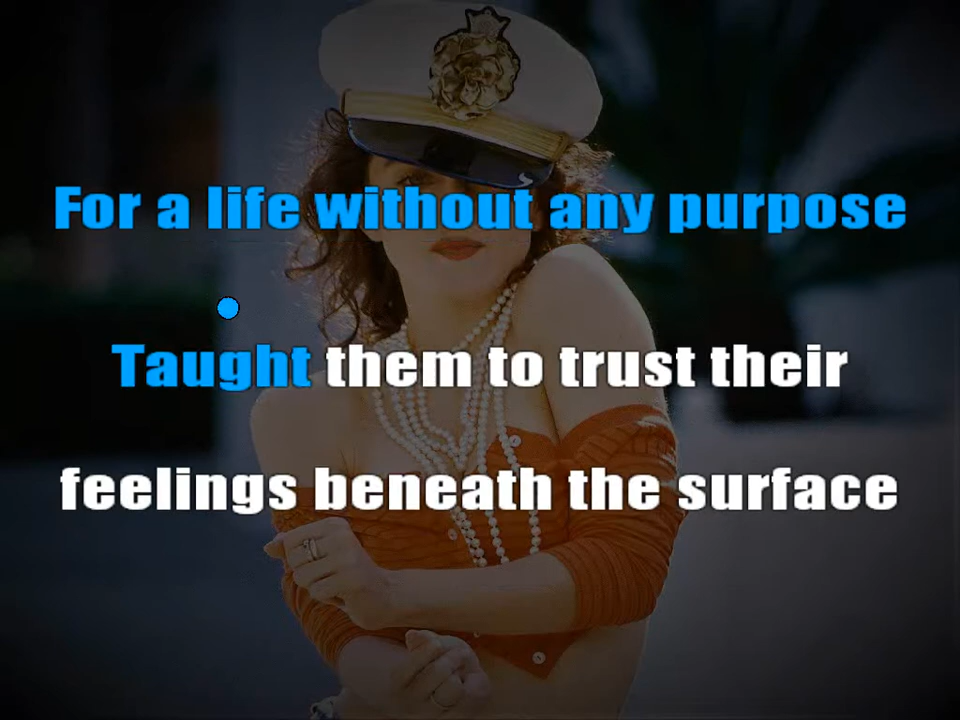 For a life without any purpose
Taught them to trust their
feelings beneath the surface